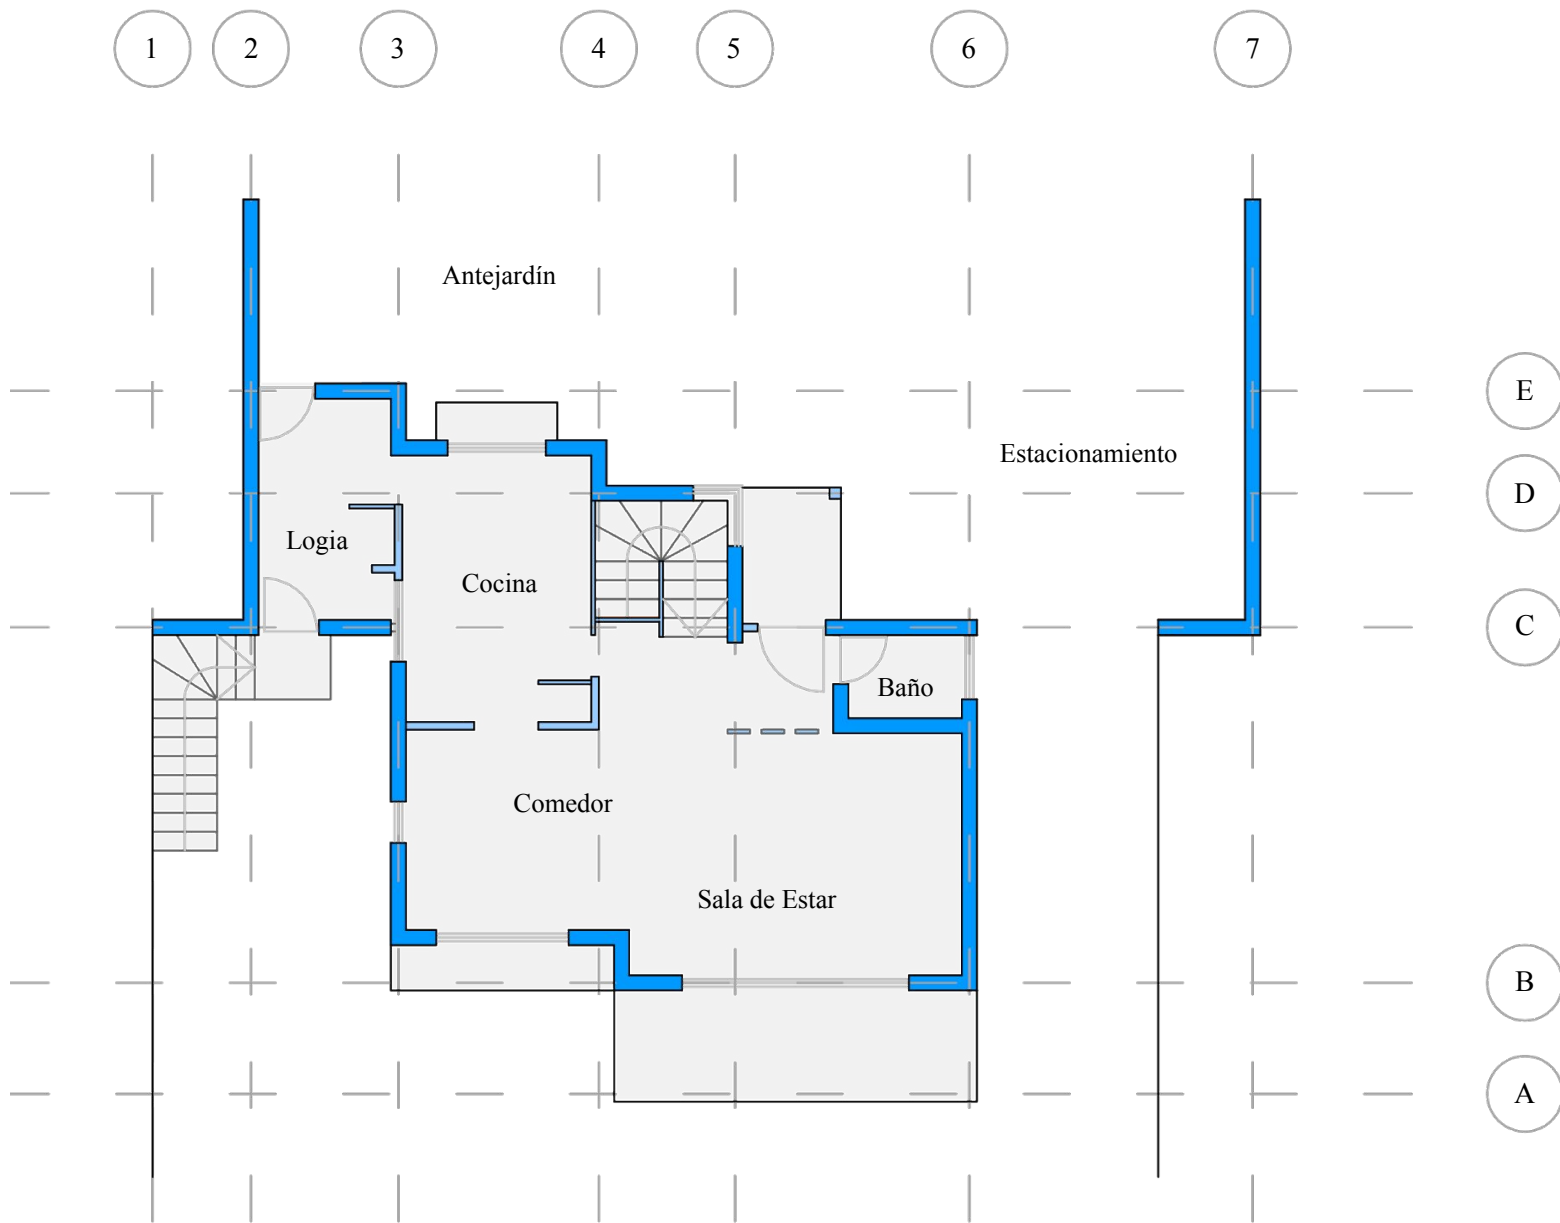 1 2 3 4 5 6 7
Antejardín
E
Estacionamiento
D
Logia
Cocina
C
Baño
Comedor
Sala de Estar
B
A